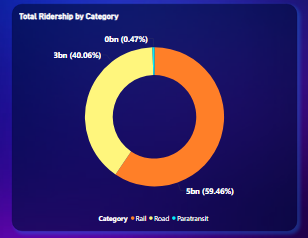 Total Ridership by Category
0bn (0.47%)
3bn (40.06%)
5bn (59.46%)
Category Rail Road Paratransit